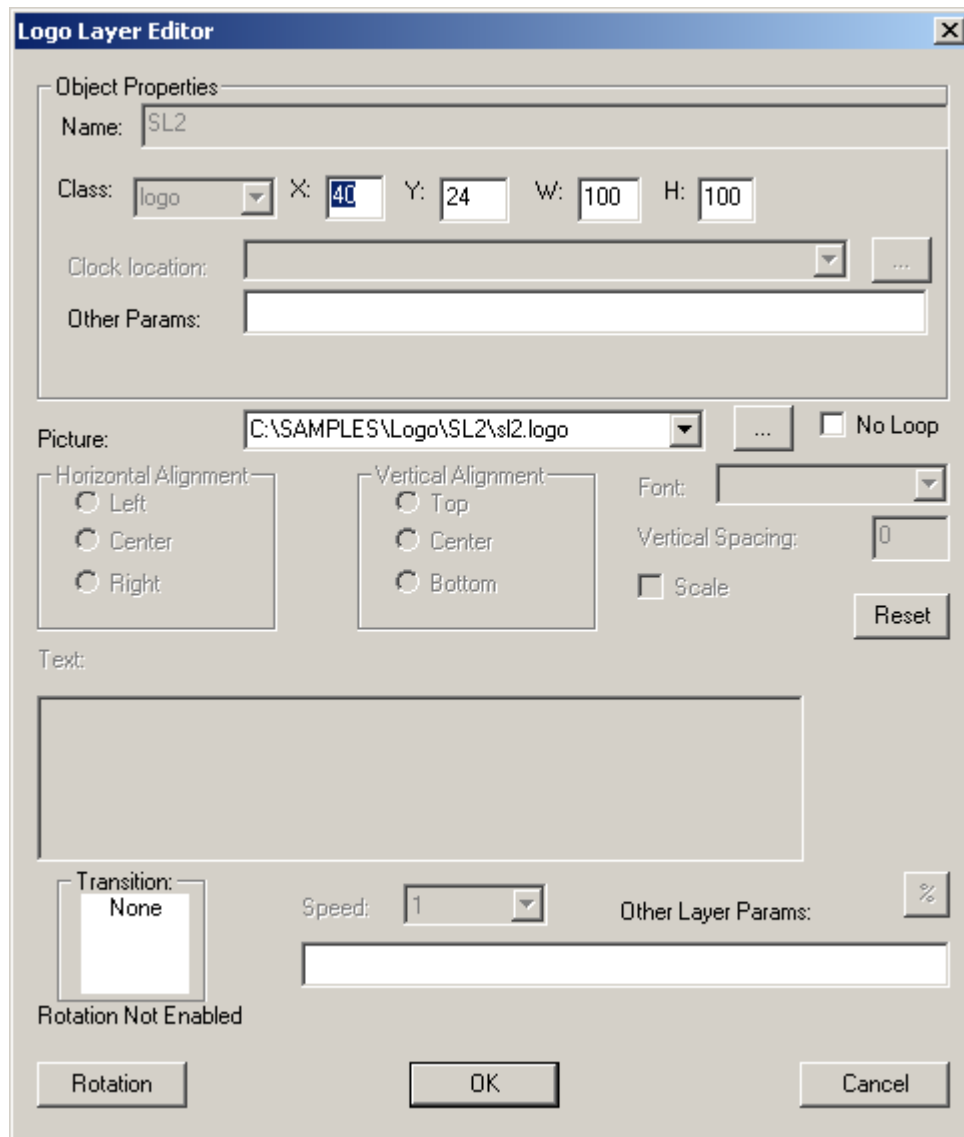 Logo Layer Editor
Object Properties
Name: SL2
Class: logo X: 40 Y: 24 W: 100 H: 100
Clock location: ...
Other Params:
Picture: C:\SAMPLES\Logo\SL2\sl2.logo ... No Loop
Horizontal Alignment Vertical Alignment Font:
Left Top
Center Center Vertical Spacing: 0
Right Bottom Scale
Reset
Text:
Transition: %
None Speed: 1 Other Layer Params:
Rotation Not Enabled
Rotation OK Cancel